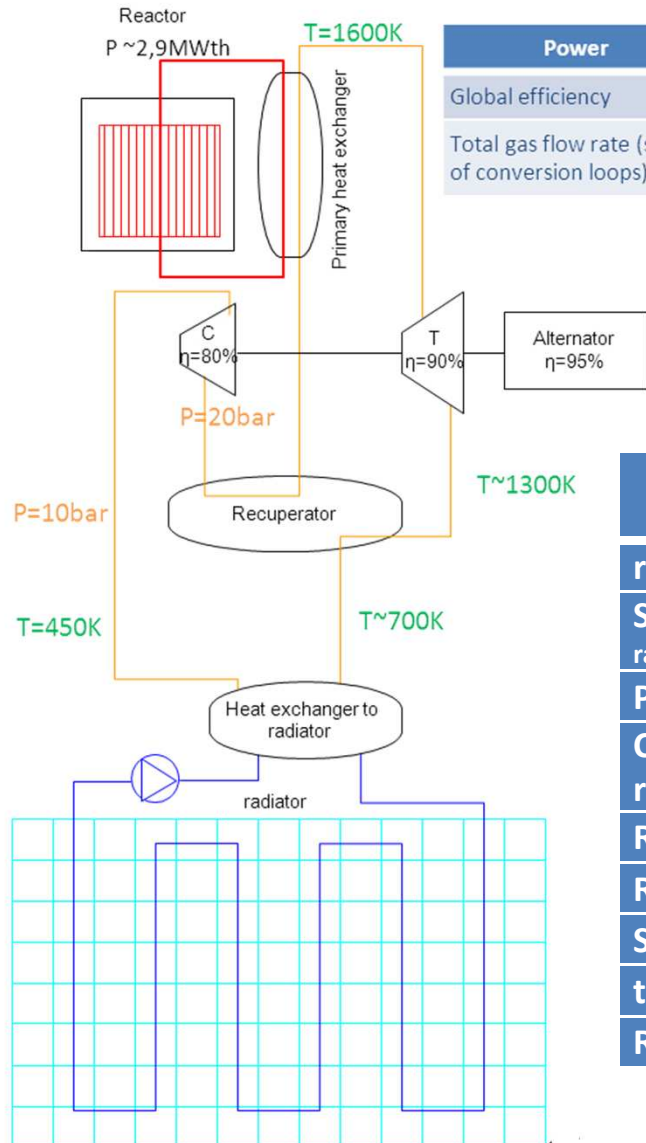 Reactor
P ~2,9MWth
T=1600K
Power
Global efficiency
Total gas flow rate (s
of conversion loops)
Primary heat exchanger
C
η=80%
T
η=90%
Alternator
η=95%
P=20bar
T~1300K
P=10bar
Recuperator
T=450K
T~700K
Heat exchanger to
radiator
radiator
r
S
ra
P
C
r
R
R
S
t
R